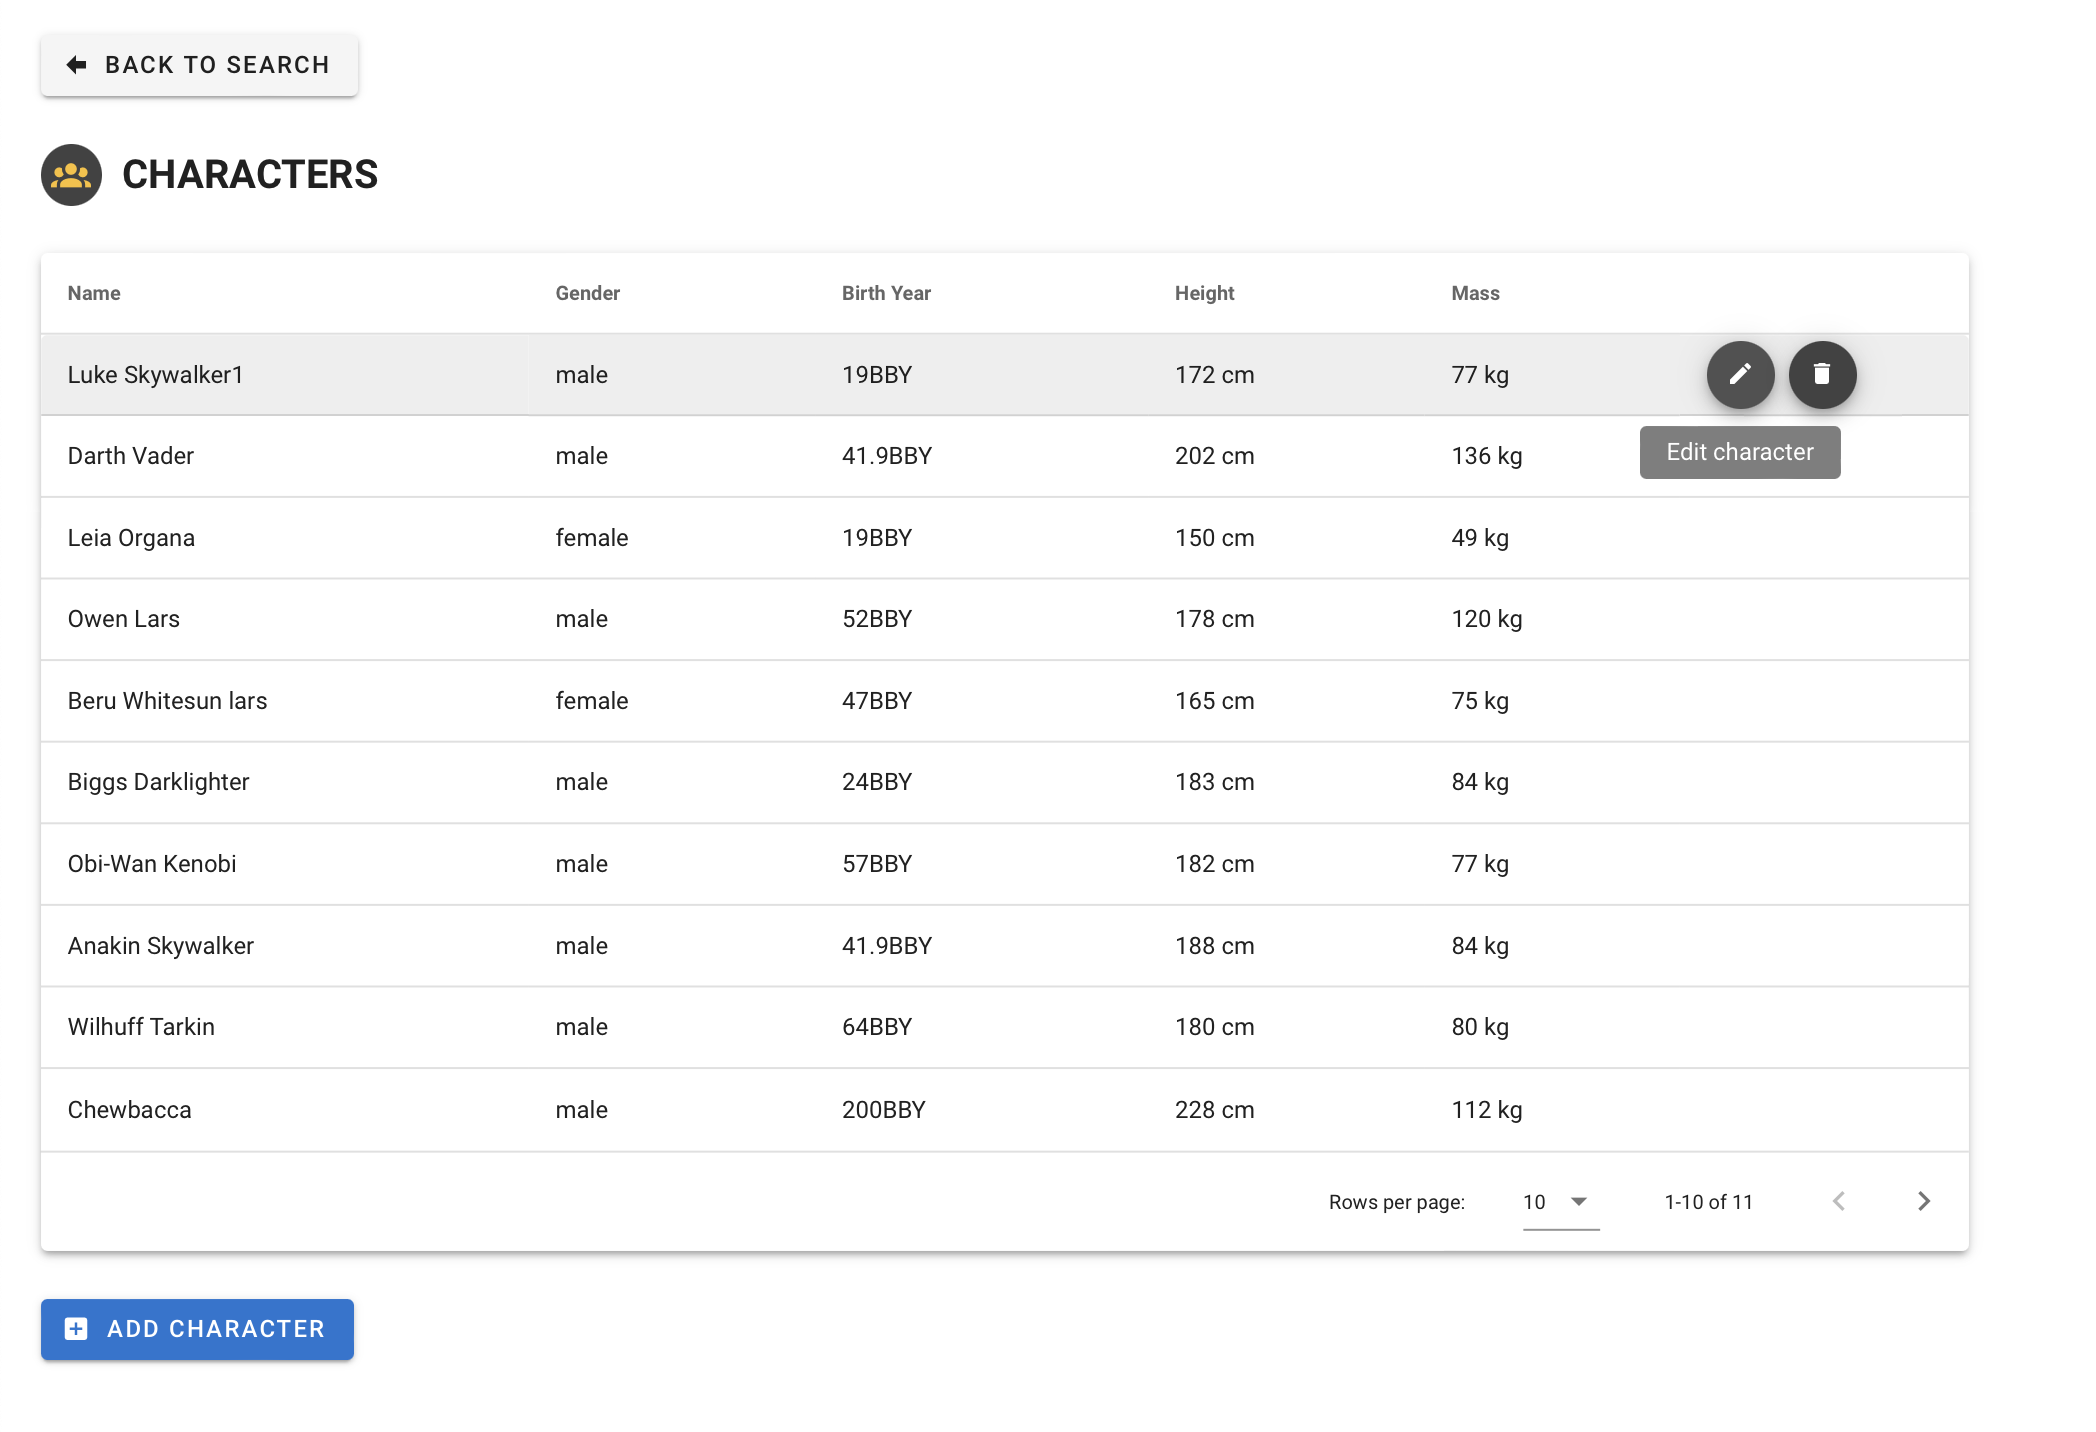 BACK TO SEARCH
CHARACTERS
Name Gender Birth Year Height Mass
Luke Skywalker1 male 19BBY 172 cm 77 kg
Darth Vader male 41.9BBY 202 cm 136 kg Edit character
Leia Organa female 19BBY 150 cm 49 kg
Owen Lars male 52BBY 178 cm 120 kg
Beru Whitesun lars female 47BBY 165 cm 75 kg
Biggs Darklighter male 24BBY 183 cm 84 kg
Obi-Wan Kenobi male 57BBY 182 cm 77 kg
Anakin Skywalker male 41.9BBY 188 cm 84 kg
Wilhuff Tarkin male 64BBY 180 cm 80 kg
Chewbacca male 200BBY 228 cm 112 kg
Rows per page: 10 1-10 of 11
ADD CHARACTER